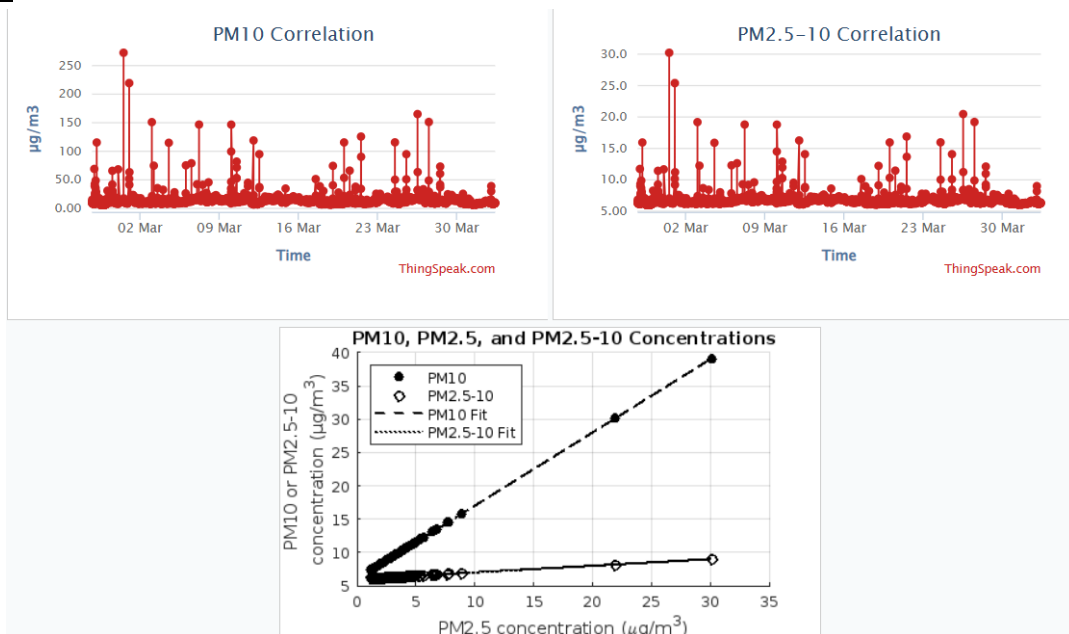 PM10 Correlation
µg/m3
250
200
150
100
50.0
0.00
02 Mar 09 Mar 16 Mar 23 Mar 30 Mar
Time
ThingSpeak.com
PM2.5-10 Correlation
µg/m3
30.0
25.0
20.0
15.0
10.0
5.00
02 Mar 09 Mar 16 Mar 23 Mar 30 Mar
Time
ThingSpeak.com
PM10, PM2.5, and PM2.5-10 Concentrations
PM10 or PM2.5-10
concentration (µg/m³)
40
35
30
25
20
15
10
5
PM10
PM2.5-10
PM10 Fit
PM2.5-10 Fit
0 5 10 15 20 25 30 35
PM2.5 concentration (µg/m³)